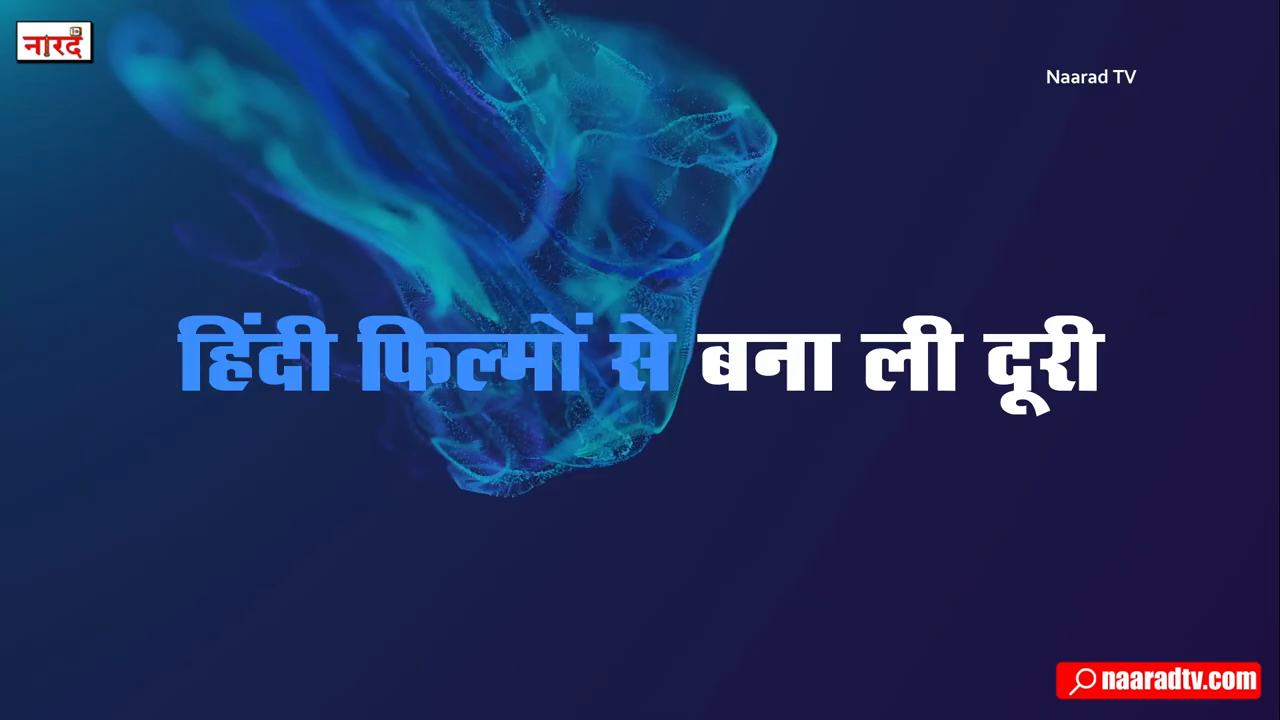 नारद
Naarad TV
हिंदी फिल्मों से बना ली दूरी
naaradtv.com